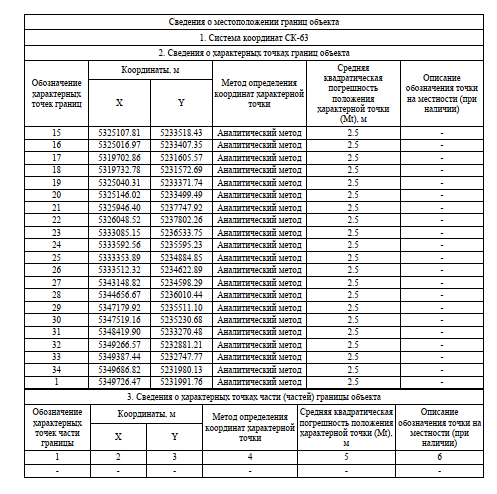 Сведения о местоположении границ объекта
1. Система координат СК-63
2. Сведения о характерных точках границ объекта
Обозначение характерных точек границ Координаты, м Метод определения координат характерной точки Средняя квадратическая погрешность положения характерной точки (Mt), м Описание обозначения точки на местности (при наличии)
X Y
15 5325107.81 5233518.43 Аналитический метод 2.5 -
16 5325016.97 5233407.35 Аналитический метод 2.5 -
17 5319702.86 5231605.57 Аналитический метод 2.5 -
18 5319732.78 5231572.69 Аналитический метод 2.5 -
19 5325040.31 5233371.74 Аналитический метод 2.5 -
20 5325146.02 5233499.49 Аналитический метод 2.5 -
21 5325946.40 5237747.92 Аналитический метод 2.5 -
22 5326048.52 5237802.26 Аналитический метод 2.5 -
23 5333085.15 5236533.75 Аналитический метод 2.5 -
24 5333592.56 5235595.23 Аналитический метод 2.5 -
25 5333353.89 5234884.85 Аналитический метод 2.5 -
26 5333512.32 5234622.89 Аналитический метод 2.5 -
27 5343148.82 5234598.29 Аналитический метод 2.5 -
28 5344656.67 5236010.44 Аналитический метод 2.5 -
29 5347179.92 5235511.10 Аналитический метод 2.5 -
30 5347519.16 5235230.68 Аналитический метод 2.5 -
31 5348419.90 5233270.48 Аналитический метод 2.5 -
32 5349266.57 5232881.21 Аналитический метод 2.5 -
33 5349387.44 5232747.77 Аналитический метод 2.5 -
34 5349686.82 5231980.13 Аналитический метод 2.5 -
1 5349726.47 5231991.76 Аналитический метод 2.5 -
3. Сведения о характерных точках части (частей) границы объекта
Обозначение характерных точек части границы Координаты, м Метод определения координат характерной точки Средняя квадратическая погрешность положения характерной точки (Mt), м Описание обозначения точки на местности (при наличии)
X Y
1 2 3 4 5 6
- - - - - -